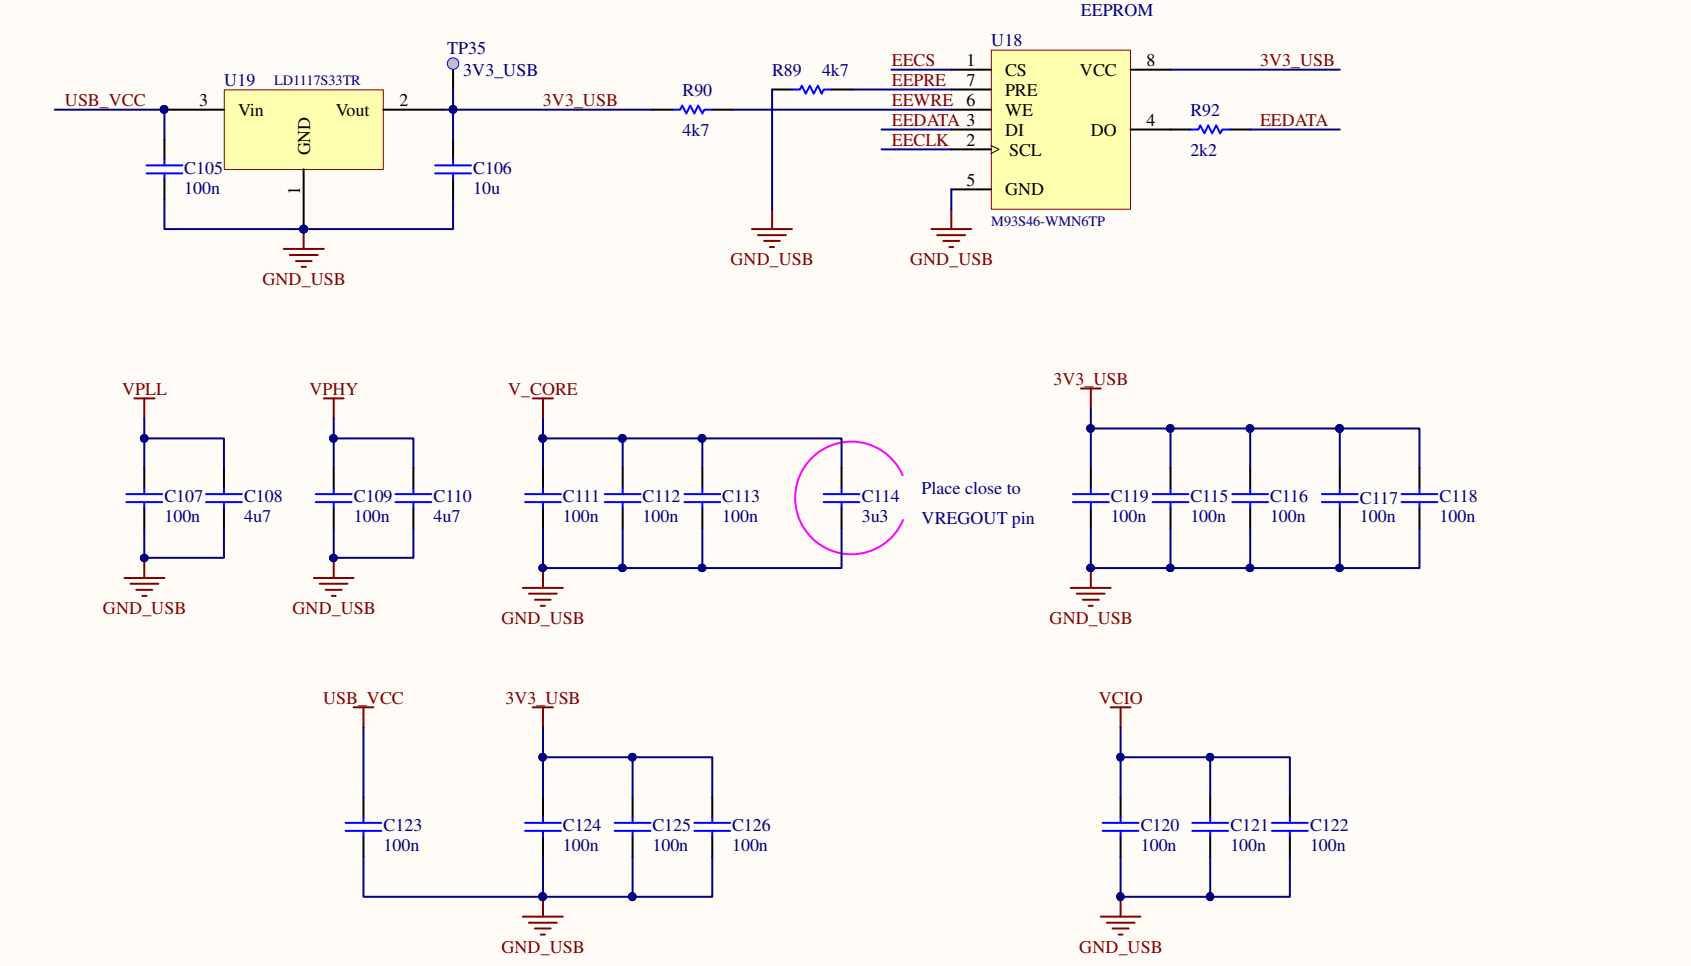 EEPROM
TP35
3V3_USB
U19 LD1117S33TR
USB_VCC 3 Vin Vout 2 3V3_USB
GND
1
C105
100n
C106
10u
GND_USB
R90
4k7
R89 4k7
GND_USB
U18
EECS 1 CS VCC 8 3V3_USB
EEPRE 7 PRE
EEWRE 6 WE
EEDATA 3 DI DO 4 R92 EEDATA
2k2
EECLK 2 SCL
5 GND
M93S46-WMN6TP
GND_USB
VPLL
C107 C108
100n 4u7
GND_USB
VPHY
C109 C110
100n 4u7
GND_USB
V_CORE
C111 C112 C113 C114
100n 100n 100n 3u3
Place close to
VREGOUT pin
GND_USB
3V3_USB
C119 C115 C116 C117 C118
100n 100n 100n 100n 100n
GND_USB
USB_VCC 3V3_USB
C123 C124 C125 C126
100n 100n 100n 100n
GND_USB
VCIO
C120 C121 C122
100n 100n 100n
GND_USB